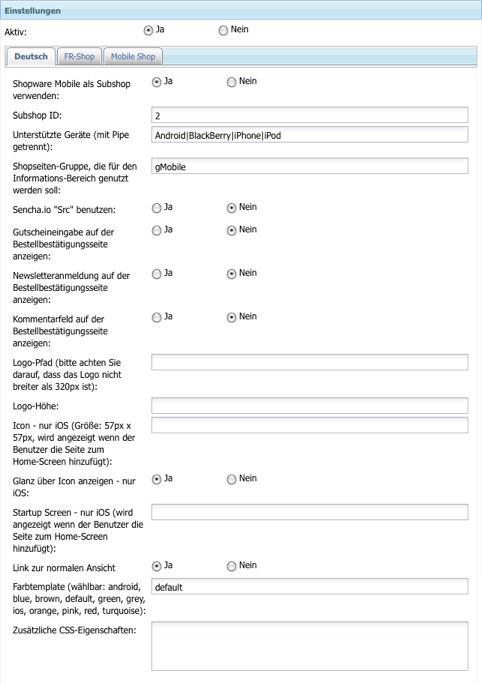 Einstellungen
Aktiv: Ja Nein
Deutsch FR-Shop Mobile Shop
Shopware Mobile als Subshop Ja Nein
verwenden:
Subshop ID: 2
Unterstützte Geräte (mit Pipe Android|BlackBerry|iPhone|iPod
getrennt):
Shopseiten-Gruppe, die für den gMobile
Informations-Bereich genutzt
werden soll:
Sencha.io "Src" benutzen: Ja Nein
Gutscheineingabe auf der Ja Nein
Bestellbestätigungsseite
anzeigen:
Newsletteranmeldung auf der Ja Nein
Bestellbestätigungsseite
anzeigen:
Kommentarfeld auf der Ja Nein
Bestellbestätigungsseite
anzeigen:
Logo-Pfad (bitte achten Sie
darauf, dass das Logo nicht
breiter als 320px ist):
Logo-Höhe:
Icon - nur iOS (Größe: 57px x
57px, wird angezeigt wenn der
Benutzer die Seite zum
Home-Screen hinzufügt):
Glanz über Icon anzeigen - nur Ja Nein
iOS:
Startup Screen - nur iOS (wird
angezeigt wenn der Benutzer die
Seite zum Home-Screen
hinzufügt):
Link zur normalen Ansicht Ja Nein
Farbtemplate (wählbar: android, default
blue, brown, default, green, grey,
ios, orange, pink, red, turquoise):
Zusätzliche CSS-Eigenschaften: